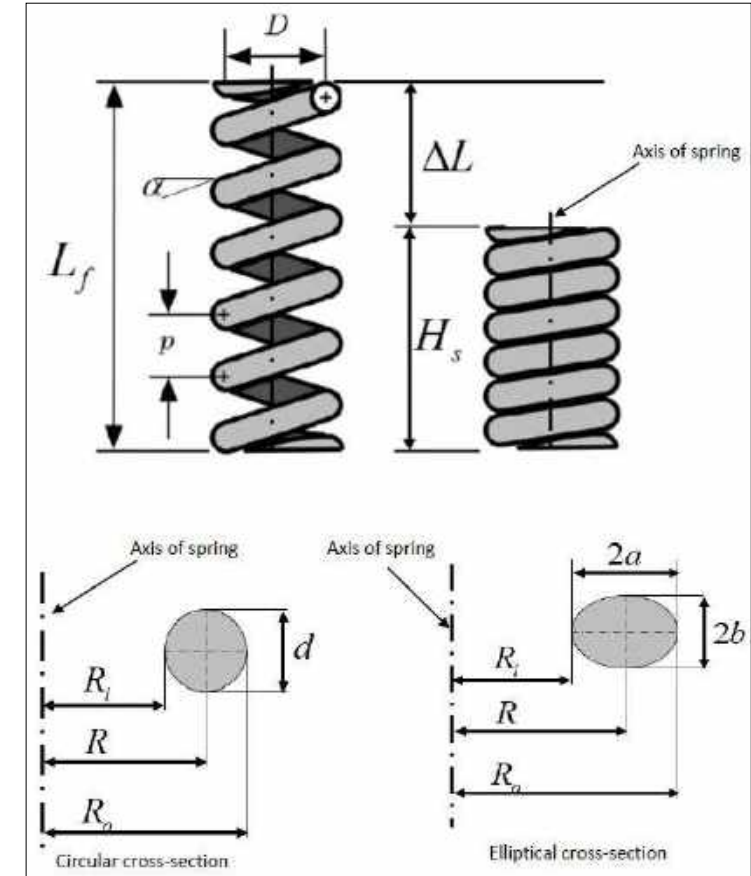 D
α
ΔL
Axis of spring
L_f
p
H_s
Axis of spring
Axis of spring
2a
d
2b
R_i
R_i
R
R
R_o
R_o
Circular cross-section
Elliptical cross-section